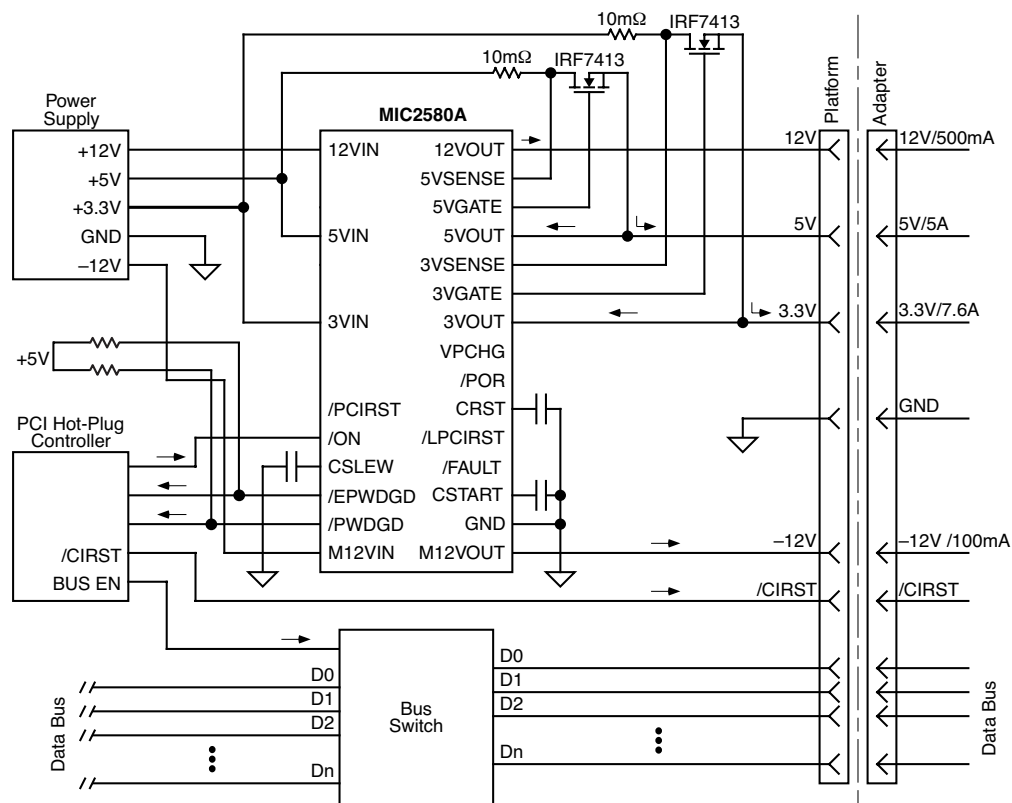 10mΩ
IRF7413
10mΩ
IRF7413
Power
Supply
+12V
+5V
+3.3V
GND
–12V
MIC2580A
12VIN
5VIN
3VIN
/PCIRST
/ON
CSLEW
/EPWDGD
/PWDGD
M12VIN
12VOUT
5VSENSE
5VGATE
5VOUT
3VSENSE
3VGATE
3VOUT
VPCHG
/POR
CRST
/LPCIRST
/FAULT
CSTART
GND
M12VOUT
+5V
PCI Hot-Plug
Controller
/CIRST
BUS EN
Platform
Adapter
12V
12V/500mA
5V
5V/5A
3.3V
3.3V/7.6A
GND
–12V
–12V /100mA
/CIRST
/CIRST
Data Bus
D0
D1
D2
Dn
Bus
Switch
D0
D1
D2
Dn
Data Bus